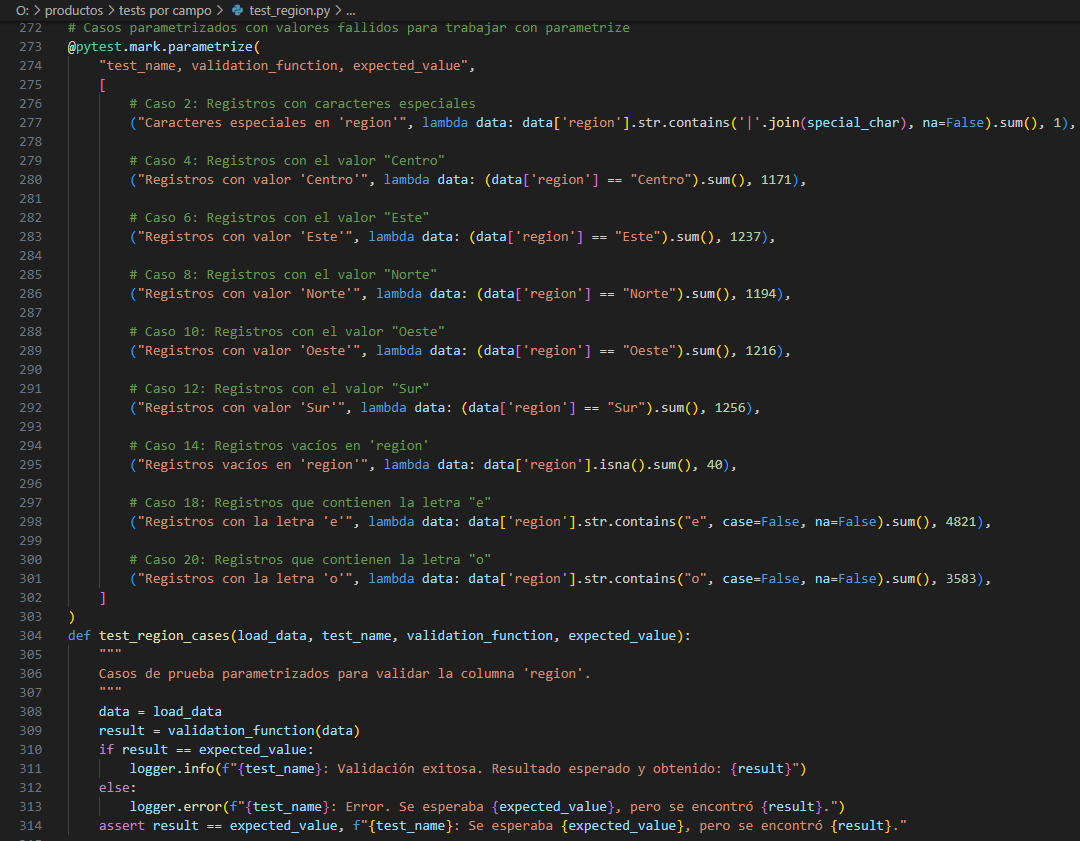 O: > productos > tests por campo > test_region.py > ...
272 # Casos parametrizados con valores fallidos para trabajar con parametrize
273 @pytest.mark.parametrize(
274     "test_name, validation_function, expected_value",
275     [
276         # Caso 2: Registros con caracteres especiales
277         ("Caracteres especiales en 'region'", lambda data: data['region'].str.contains('|'.join(special_char), na=False).sum(), 1),
278
279         # Caso 4: Registros con el valor "Centro"
280         ("Registros con valor 'Centro'", lambda data: (data['region'] == "Centro").sum(), 1171),
281
282         # Caso 6: Registros con el valor "Este"
283         ("Registros con valor 'Este'", lambda data: (data['region'] == "Este").sum(), 1237),
284
285         # Caso 8: Registros con el valor "Norte"
286         ("Registros con valor 'Norte'", lambda data: (data['region'] == "Norte").sum(), 1194),
287
288         # Caso 10: Registros con el valor "Oeste"
289         ("Registros con valor 'Oeste'", lambda data: (data['region'] == "Oeste").sum(), 1216),
290
291         # Caso 12: Registros con el valor "Sur"
292         ("Registros con valor 'Sur'", lambda data: (data['region'] == "Sur").sum(), 1256),
293
294         # Caso 14: Registros vacíos en 'region'
295         ("Registros vacíos en 'region'", lambda data: data['region'].isna().sum(), 40),
296
297         # Caso 18: Registros que contienen la letra "e"
298         ("Registros con la letra 'e'", lambda data: data['region'].str.contains("e", case=False, na=False).sum(), 4821),
299
300         # Caso 20: Registros que contienen la letra "o"
301         ("Registros con la letra 'o'", lambda data: data['region'].str.contains("o", case=False, na=False).sum(), 3583),
302     ]
303 )
304 def test_region_cases(load_data, test_name, validation_function, expected_value):
305     """
306     Casos de prueba parametrizados para validar la columna 'region'.
307     """
308     data = load_data
309     result = validation_function(data)
310     if result == expected_value:
311         logger.info(f"{test_name}: Validación exitosa. Resultado esperado y obtenido: {result}")
312     else:
313         logger.error(f"{test_name}: Error. Se esperaba {expected_value}, pero se encontró {result}.")
314     assert result == expected_value, f"{test_name}: Se esperaba {expected_value}, pero se encontró {result}."